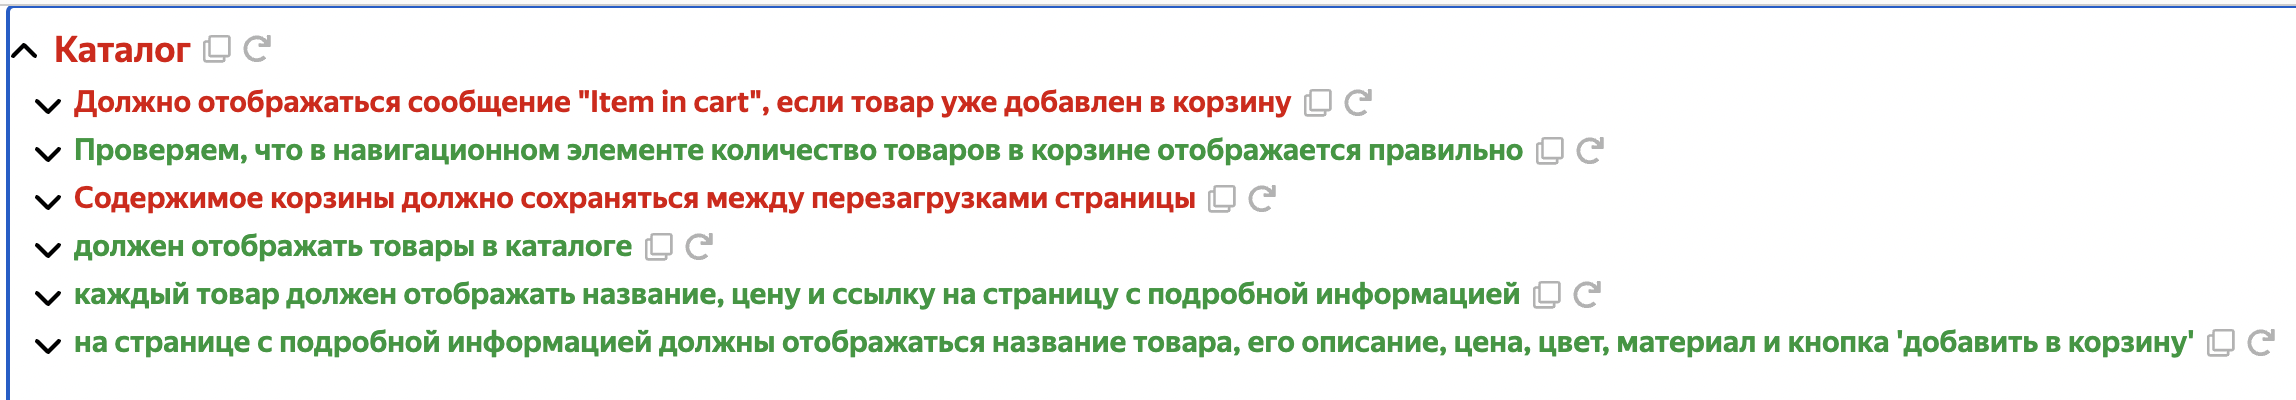 Каталог
Должно отображаться сообщение "Item in cart", если товар уже добавлен в корзину
Проверяем, что в навигационном элементе количество товаров в корзине отображается правильно
Содержимое корзины должно сохраняться между перезагрузками страницы
должен отображать товары в каталоге
каждый товар должен отображать название, цену и ссылку на страницу с подробной информацией
на странице с подробной информацией должны отображаться название товара, его описание, цена, цвет, материал и кнопка 'добавить в корзину'